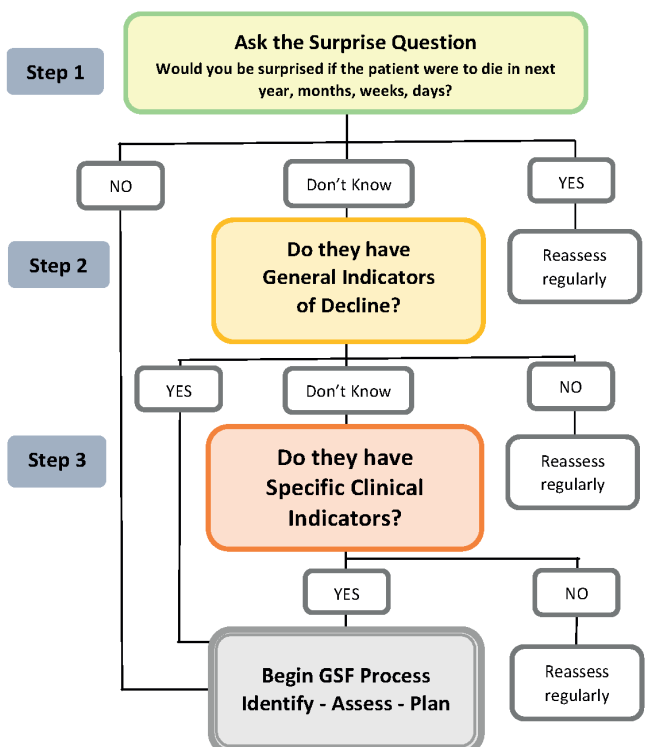 Step 1
Ask the Surprise Question
Would you be surprised if the patient were to die in next
year, months, weeks, days?
NO
Don't Know
YES
Step 2
Do they have
General Indicators
of Decline?
Reassess
regularly
YES
Don't Know
NO
Step 3
Do they have
Specific Clinical
Indicators?
Reassess
regularly
YES
NO
Begin GSF Process
Identify - Assess - Plan
Reassess
regularly